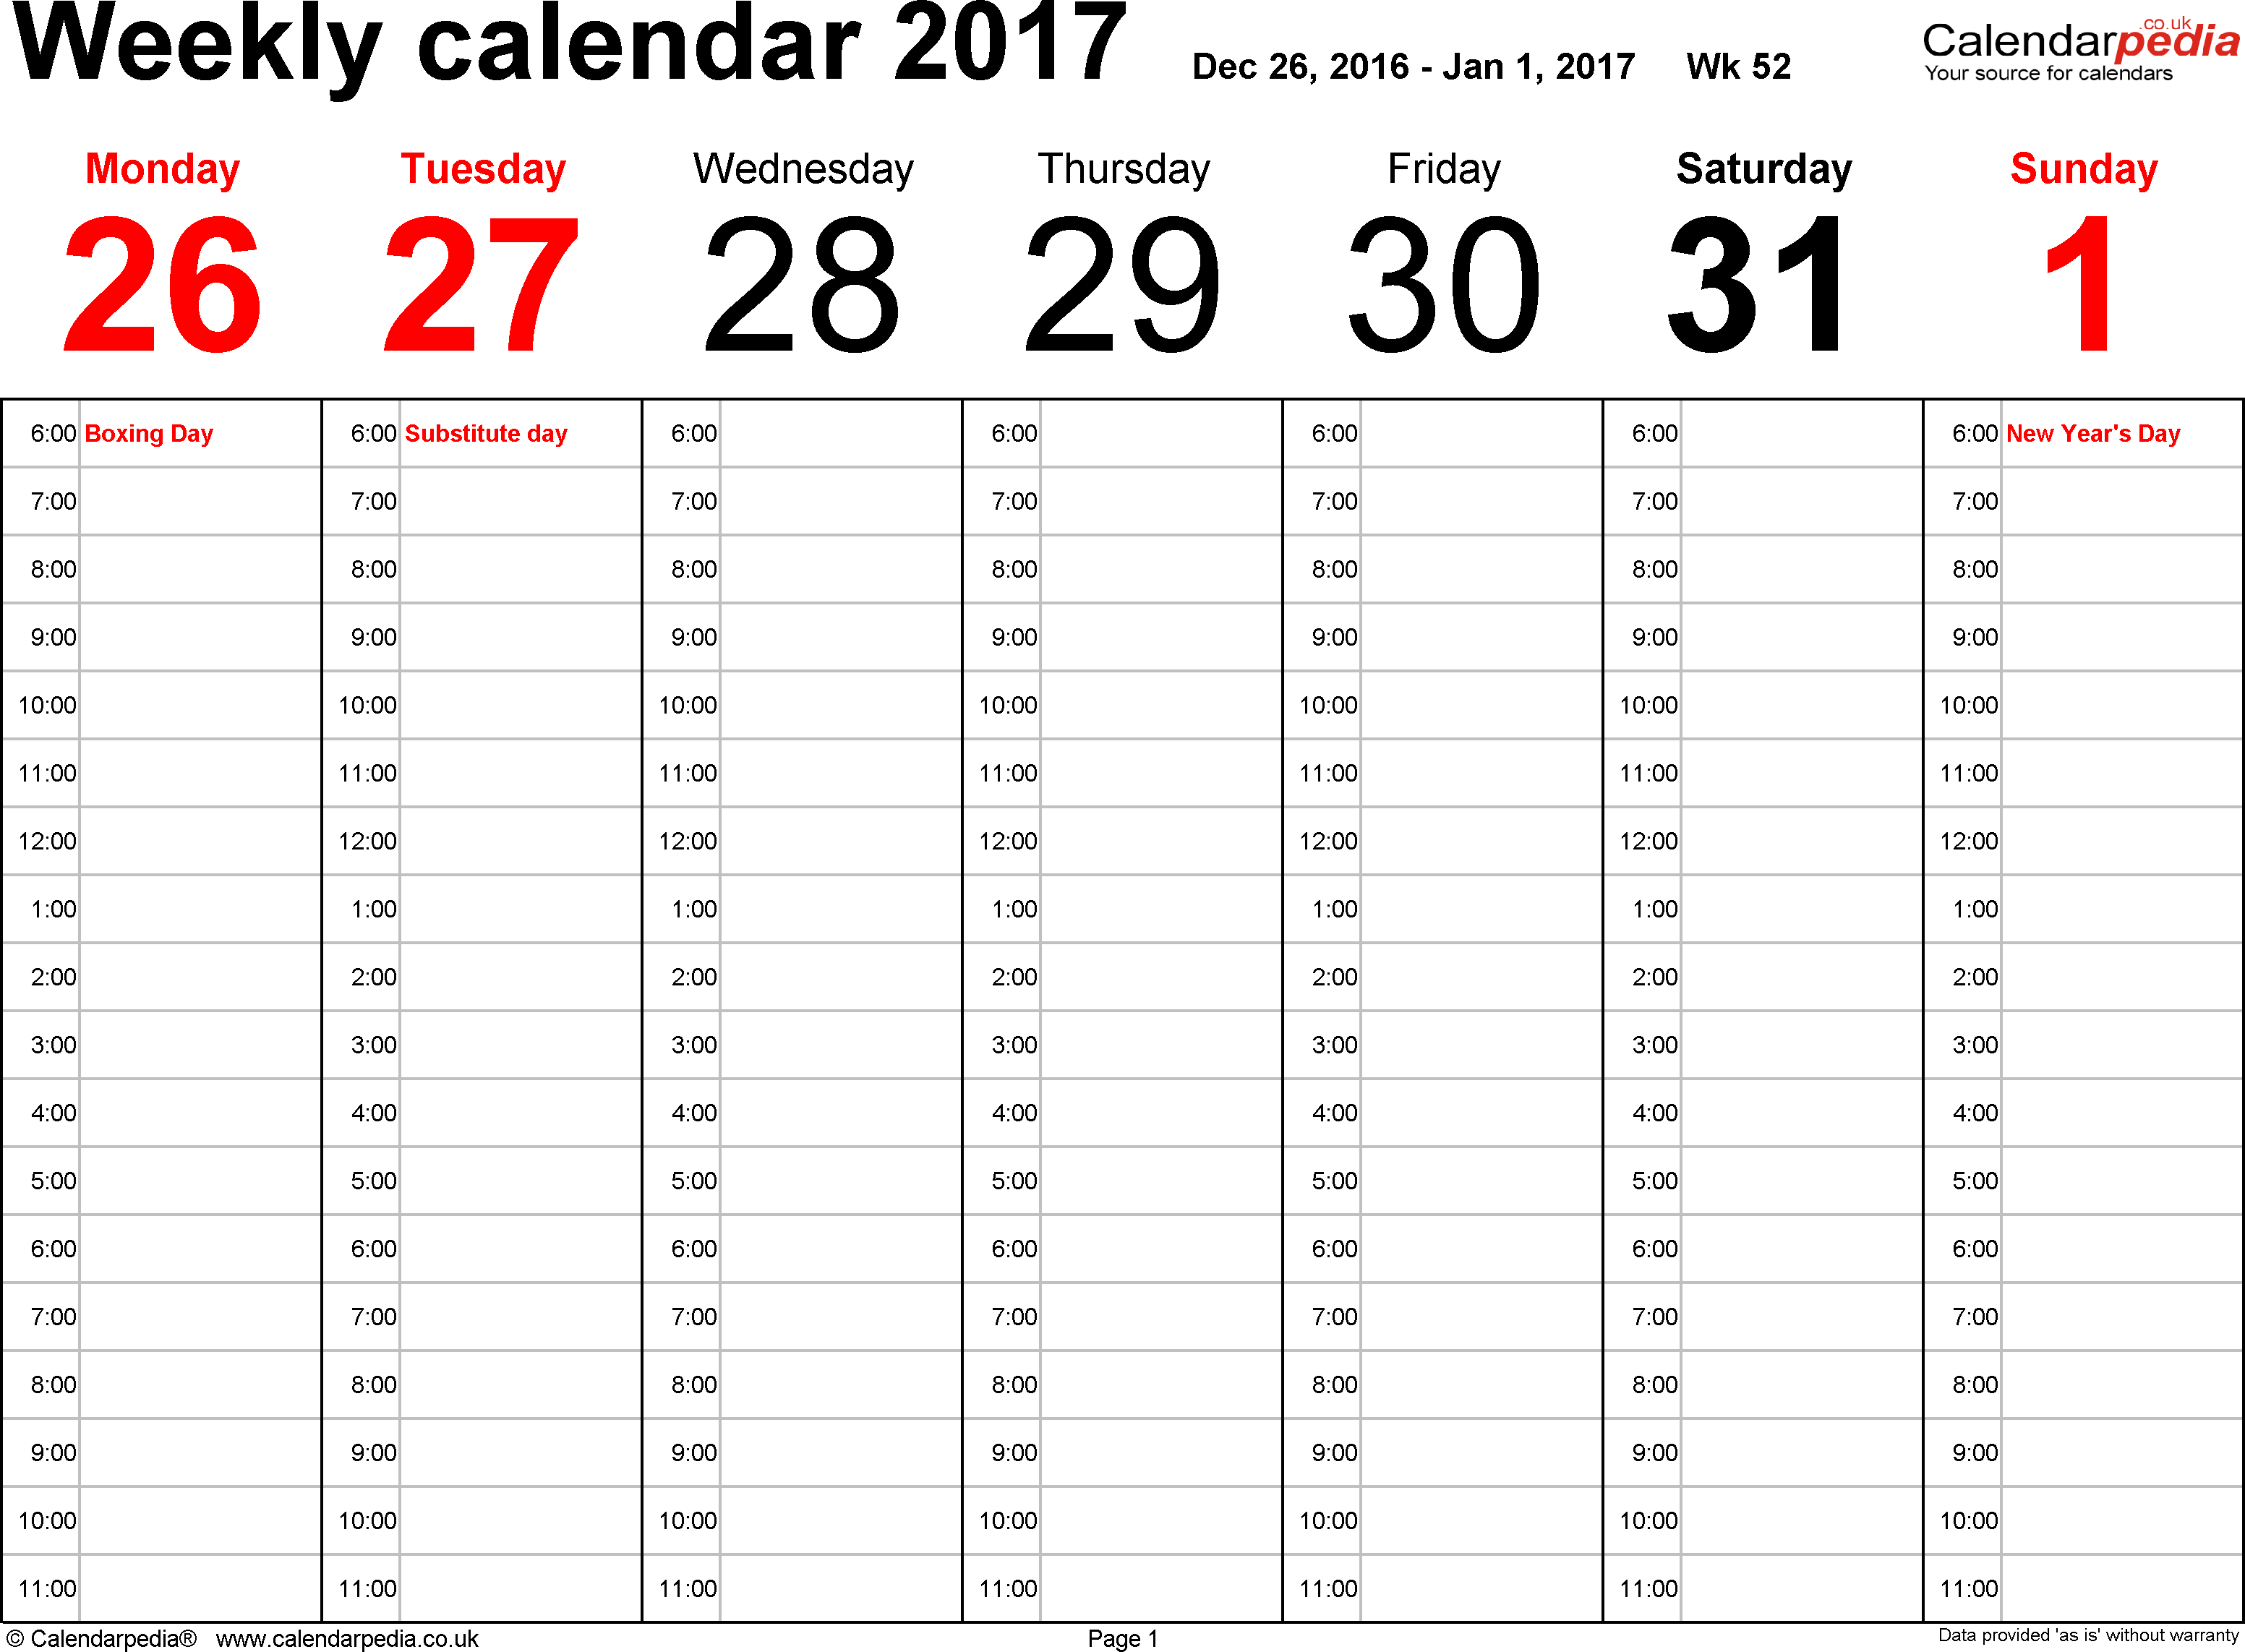 Weekly calendar 2017 Dec 26, 2016 - Jan 1, 2017 Wk 52 Calendarpedia .co.uk
Your source for calendars
Monday Tuesday Wednesday Thursday Friday Saturday Sunday
26 27 28 29 30 31 1
6:00 Boxing Day 6:00 Substitute day 6:00 6:00 6:00 6:00 6:00 New Year's Day
7:00 7:00 7:00 7:00 7:00 7:00 7:00
8:00 8:00 8:00 8:00 8:00 8:00 8:00
9:00 9:00 9:00 9:00 9:00 9:00 9:00
10:00 10:00 10:00 10:00 10:00 10:00 10:00
11:00 11:00 11:00 11:00 11:00 11:00 11:00
12:00 12:00 12:00 12:00 12:00 12:00 12:00
1:00 1:00 1:00 1:00 1:00 1:00 1:00
2:00 2:00 2:00 2:00 2:00 2:00 2:00
3:00 3:00 3:00 3:00 3:00 3:00 3:00
4:00 4:00 4:00 4:00 4:00 4:00 4:00
5:00 5:00 5:00 5:00 5:00 5:00 5:00
6:00 6:00 6:00 6:00 6:00 6:00 6:00
7:00 7:00 7:00 7:00 7:00 7:00 7:00
8:00 8:00 8:00 8:00 8:00 8:00 8:00
9:00 9:00 9:00 9:00 9:00 9:00 9:00
10:00 10:00 10:00 10:00 10:00 10:00 10:00
11:00 11:00 11:00 11:00 11:00 11:00 11:00
© Calendarpedia® www.calendarpedia.co.uk Page 1 Data provided 'as is' without warranty